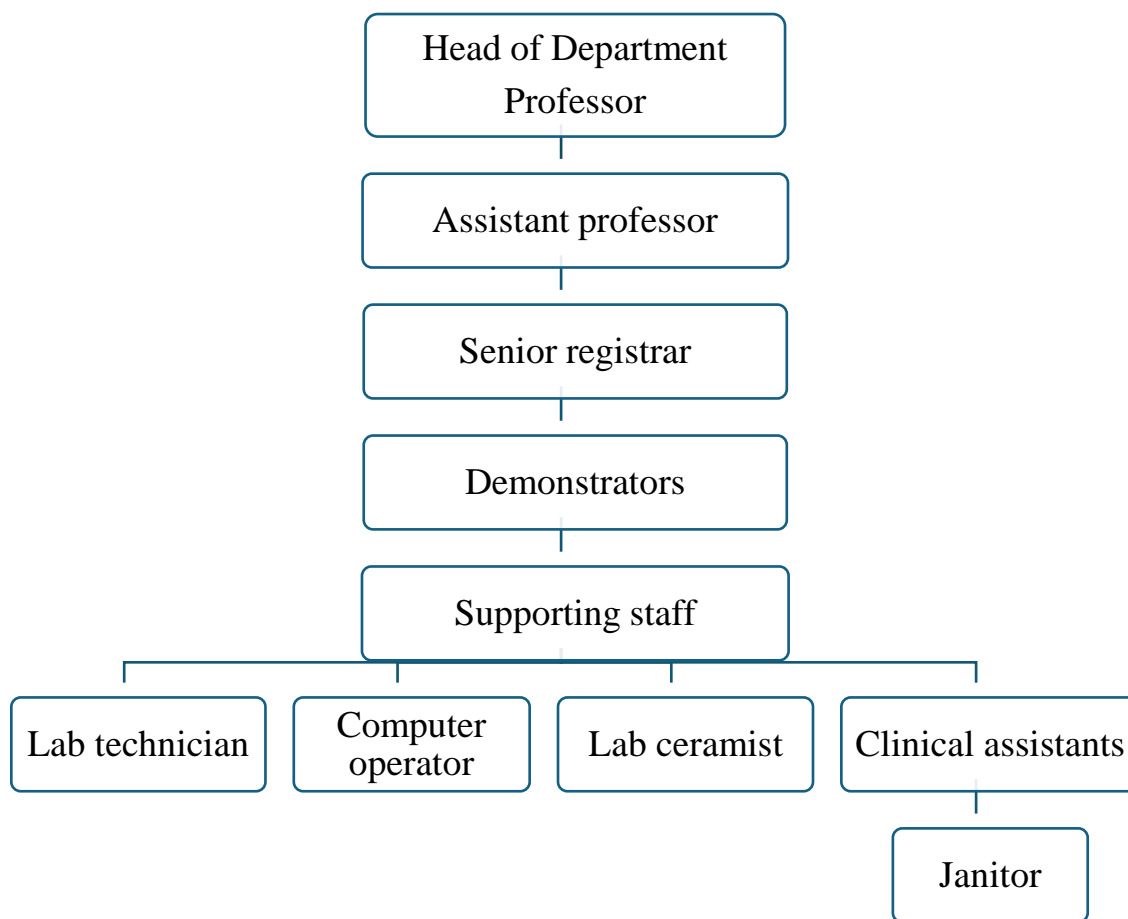 Head of Department
Professor
Assistant professor
Senior registrar
Demonstrators
Supporting staff
Lab technician
Computer
operator
Lab ceramist
Clinical assistants
Janitor